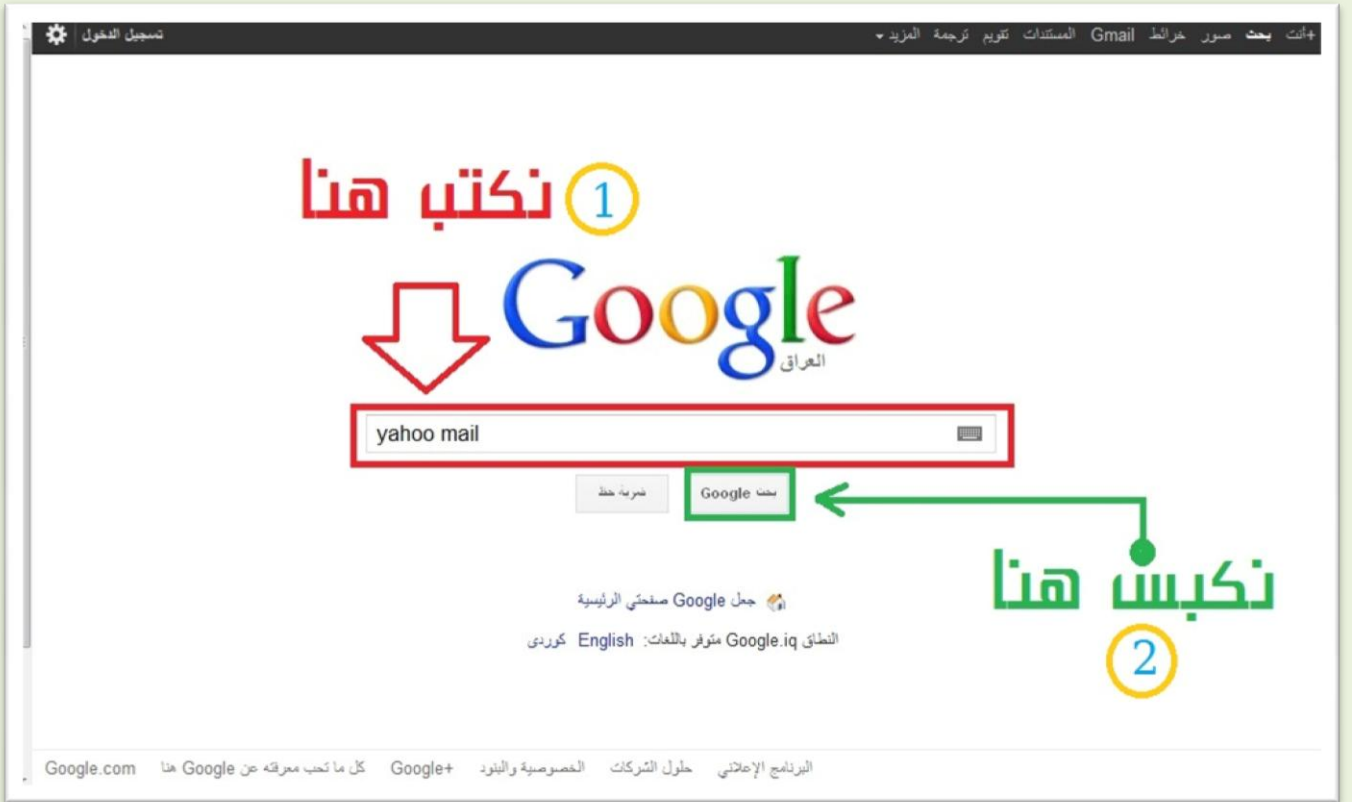 +أنت بحث صور خرائط Gmail المستندات تقويم ترجمة المزيد تسجيل الدخول
1 نكتب هنا
Google
العراق
yahoo mail
بحث Google ضربة حظ
نكبس هنا
2
جعل Google صفحتي الرئيسية
النطاق Google.iq متوفر باللغات: English كوردی
البرنامج الإعلاني حلول الشركات الخصوصية والبنود Google+ كل ما تحب معرفته عن Google هنا Google.com